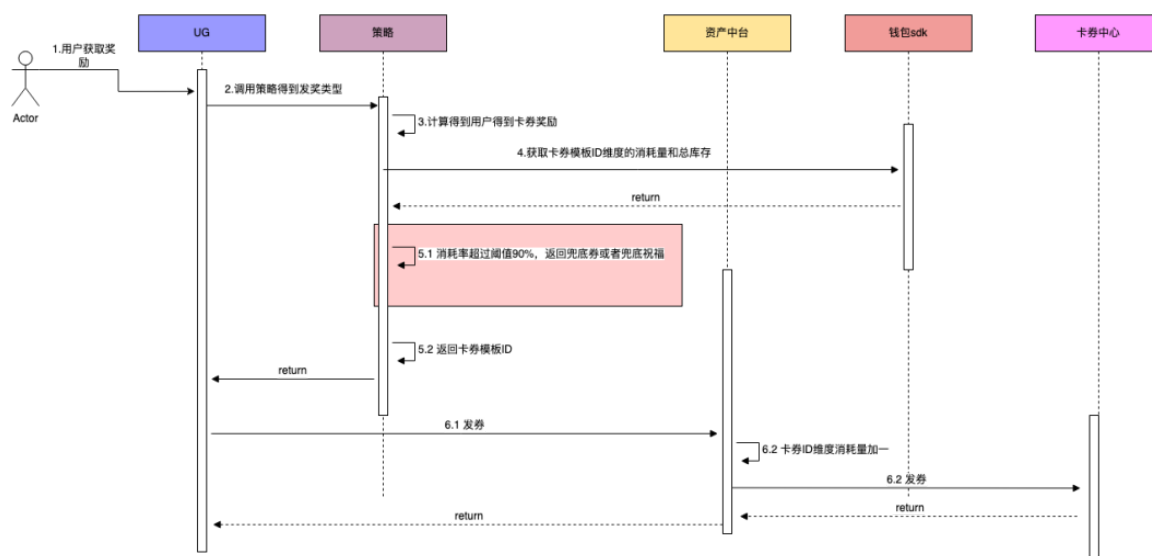 UG
策略
资产中台
钱包sdk
卡券中心
1.用户获取奖
励
Actor
2.调用策略得到发奖类型
3.计算得到用户得到卡券奖励
4.获取卡券模板ID维度的消耗量和总库存
return
5.1 消耗率超过阈值90%，返回兜底券或者兜底祝福
5.2 返回卡券模板ID
return
6.1 发券
6.2 卡券ID维度消耗量加一
6.2 发券
return
return